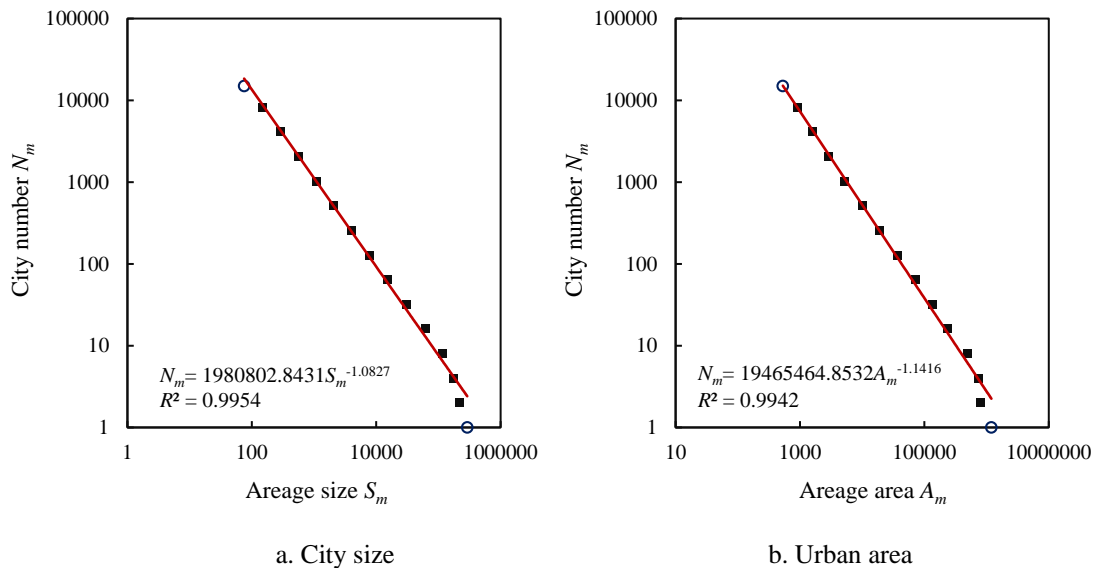 100000
10000
1000
100
10
1
1
100
10000
1000000
City number N_m
N_m= 1980802.8431S_m^-1.0827
R² = 0.9954
Areage size S_m
a. City size
100000
10000
1000
100
10
1
10
1000
100000
10000000
City number N_m
N_m= 19465464.8532A_m^-1.1416
R² = 0.9942
Areage area A_m
b. Urban area